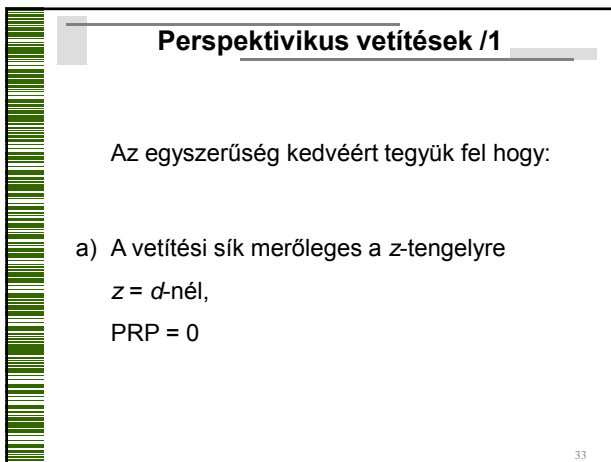 Perspektivikus vetítések /1
Az egyszerűség kedvéért tegyük fel hogy:
a) A vetítési sík merőleges a z-tengelyre
z = d-nél,
PRP = 0
33